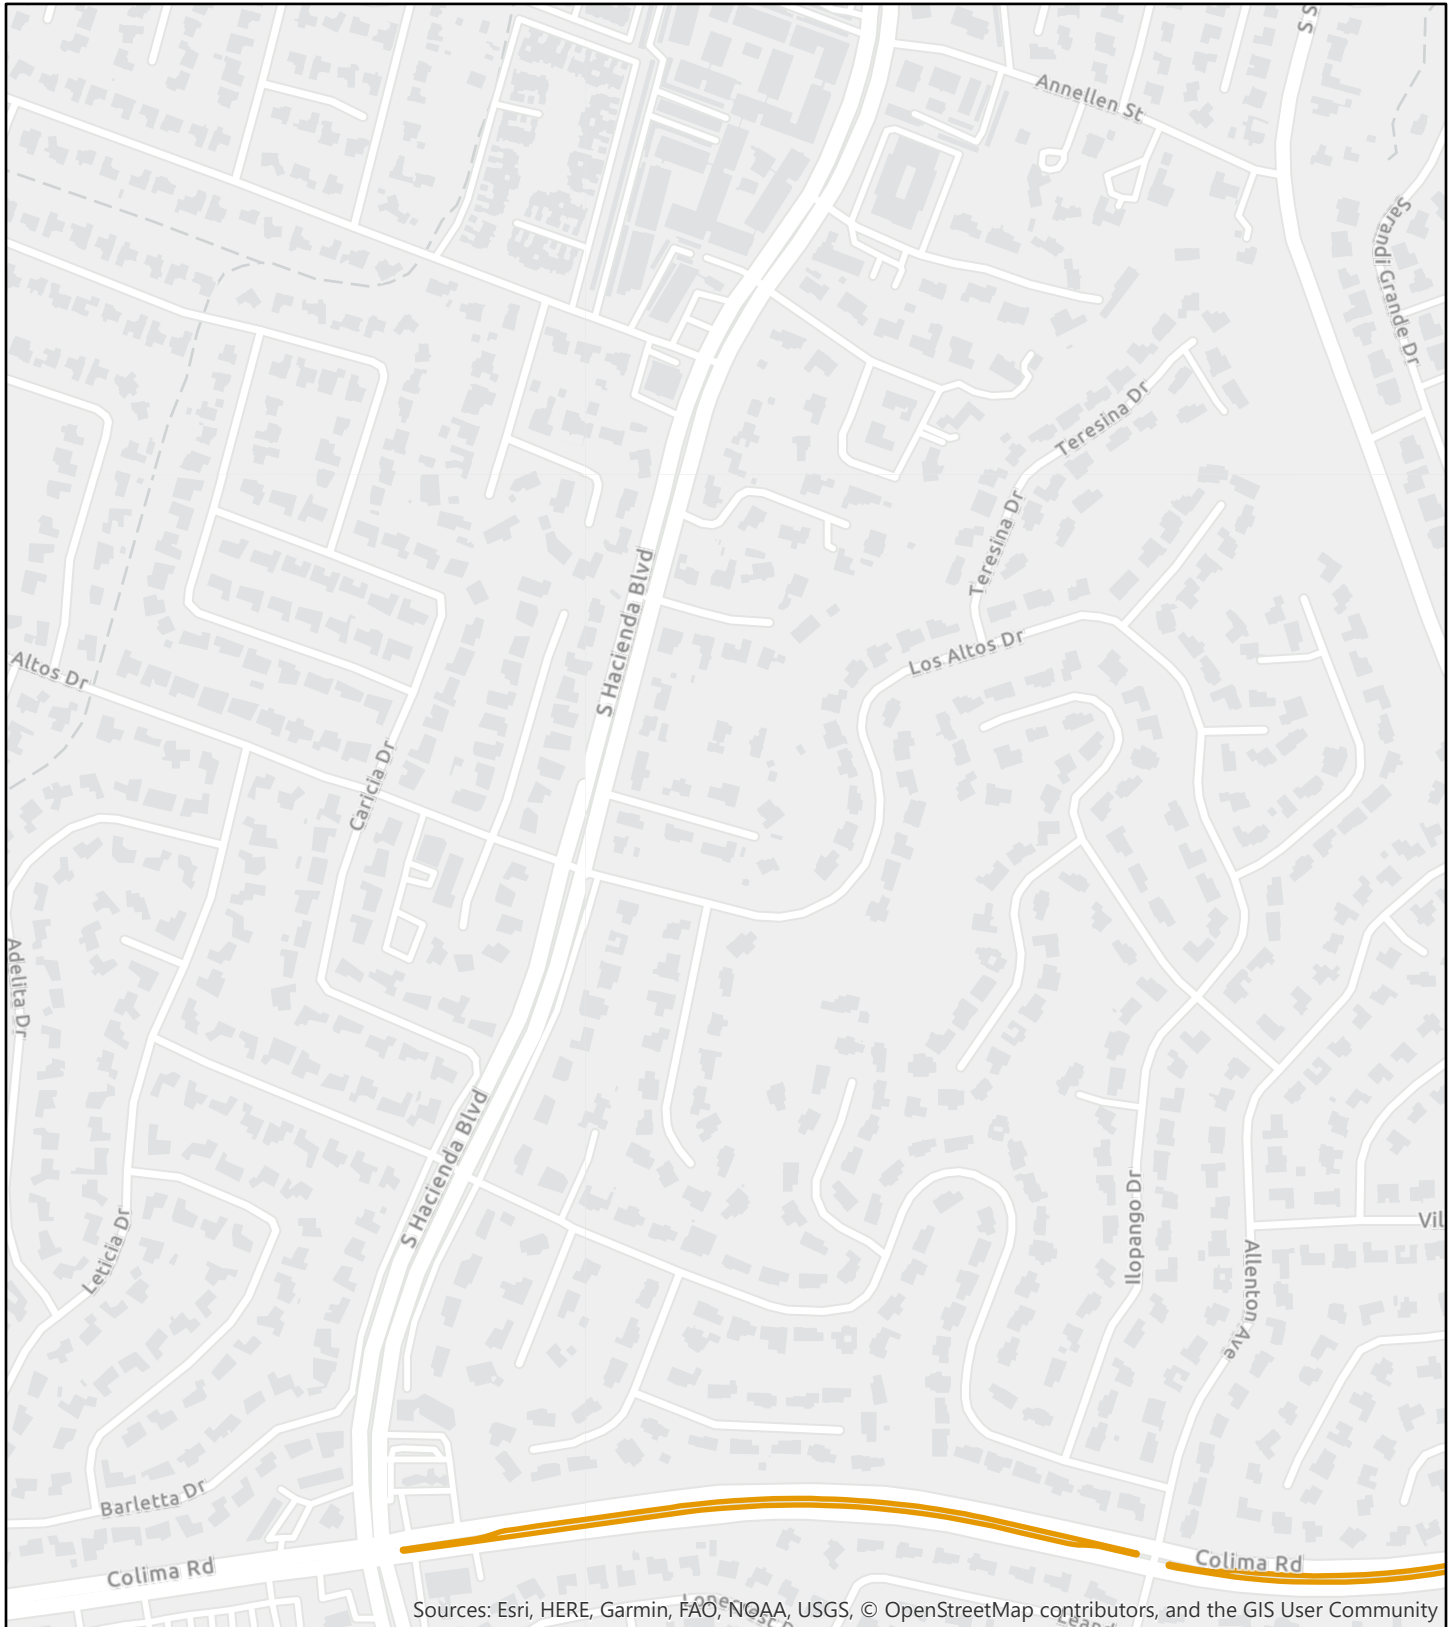 S S
Annellen St
Sarandi Grande Dr
Teresina Dr
Teresina Dr
S Hacienda Blvd
Los Altos Dr
Altos Dr
Caricia Dr
Adelita Dr
S Hacienda Blvd
Ilopango Dr
Leticia Dr
Vil
Allenton Ave
Barletta Dr
Colima Rd
Colima Rd
Sources: Esri, HERE, Garmin, FAO, NOAA, USGS, © OpenStreetMap contributors, and the GIS User Community